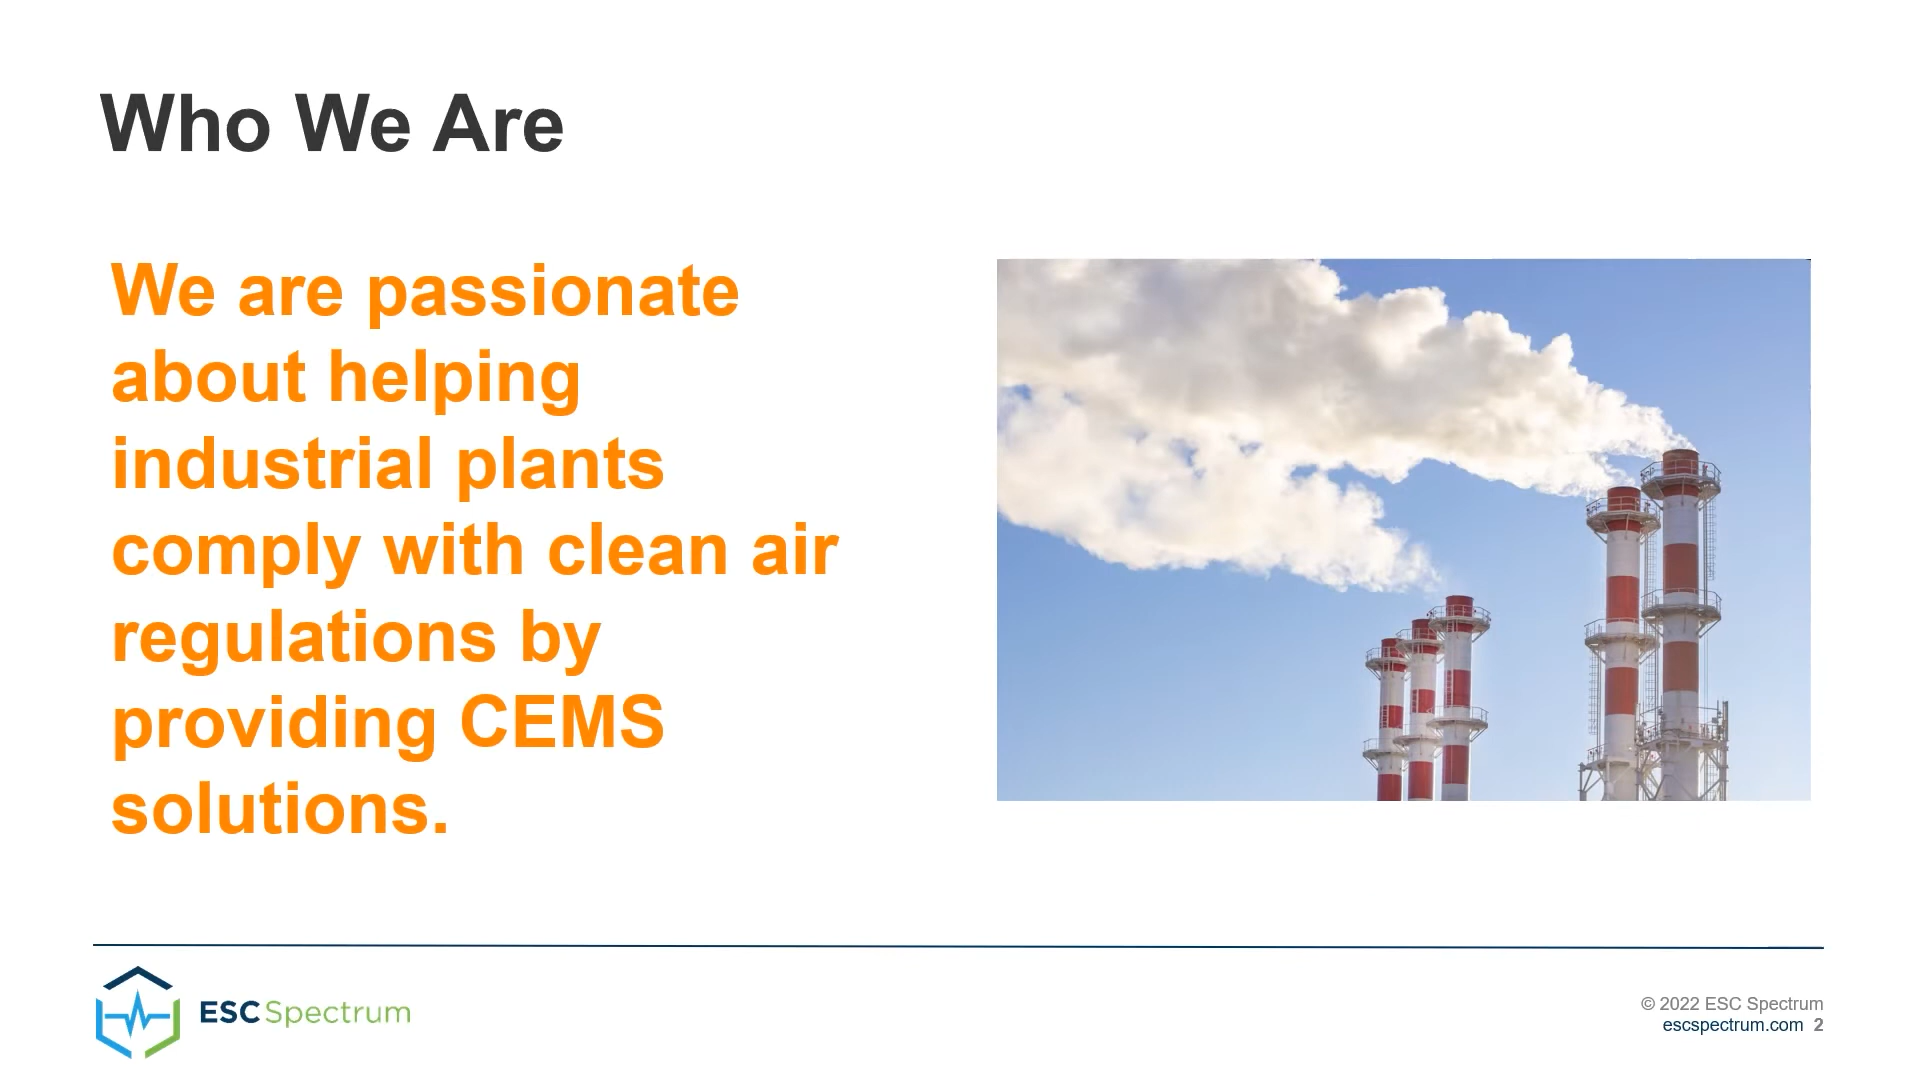 Who We Are
We are passionate
about helping
industrial plants
comply with clean air
regulations by
providing CEMS
solutions.
ESC Spectrum
© 2022 ESC Spectrum
escspectrum.com 2